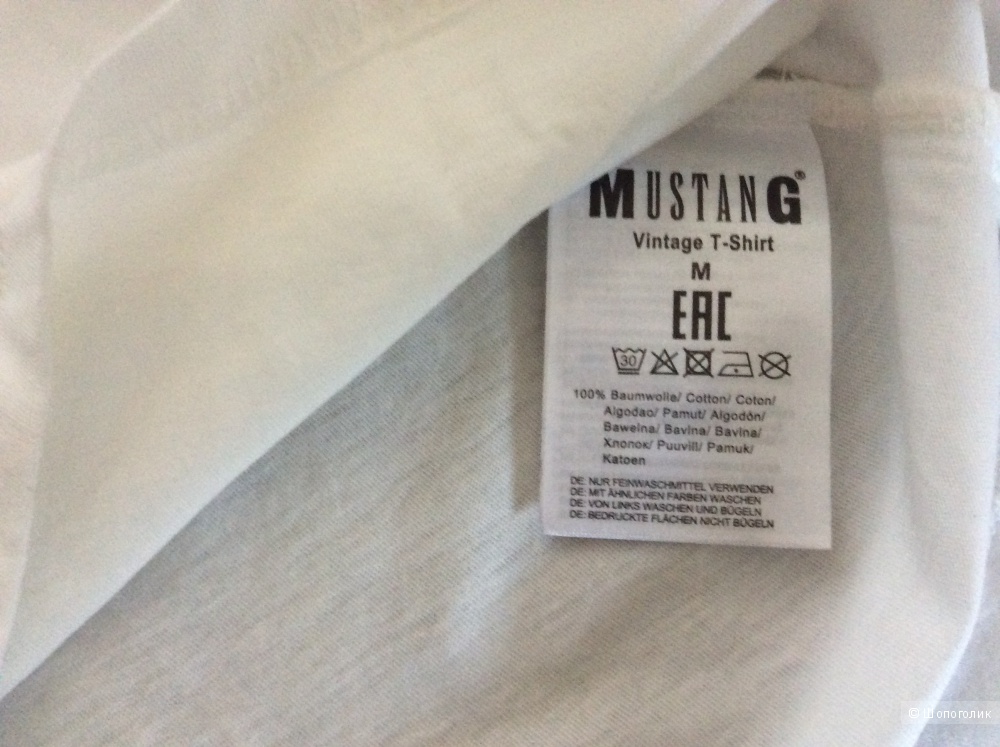 MUSTANG®
Vintage T-Shirt
M
EAC
30
100% Baumwolle/ Cotton/ Coton/
Algodao/ Pamut/ Algodón/
Bawelna/ Bavlna/ Bavlna/
Хлопок/ Puuvill/ Pamuk/
Katoen
DE: NUR FEINWASCHMITTEL VERWENDEN
DE: MIT ÄHNLICHEN FARBEN WASCHEN
DE: VON LINKS WASCHEN UND BÜGELN
DE: BEDRUCKTE FLÄCHEN NICHT BÜGELN
© Шопоголик